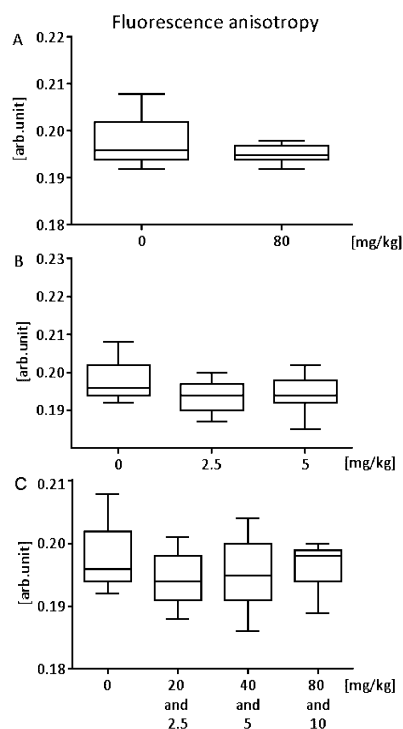 Fluorescence anisotropy
A
[arb.unit]
0.22
0.21
0.20
0.19
0.18
0 80 [mg/kg]
B
[arb.unit]
0.23
0.22
0.21
0.20
0.19
0 2.5 5 [mg/kg]
C
[arb.unit]
0.21
0.20
0.19
0.18
0 20 40 80 [mg/kg]
and and and
2.5 5 10